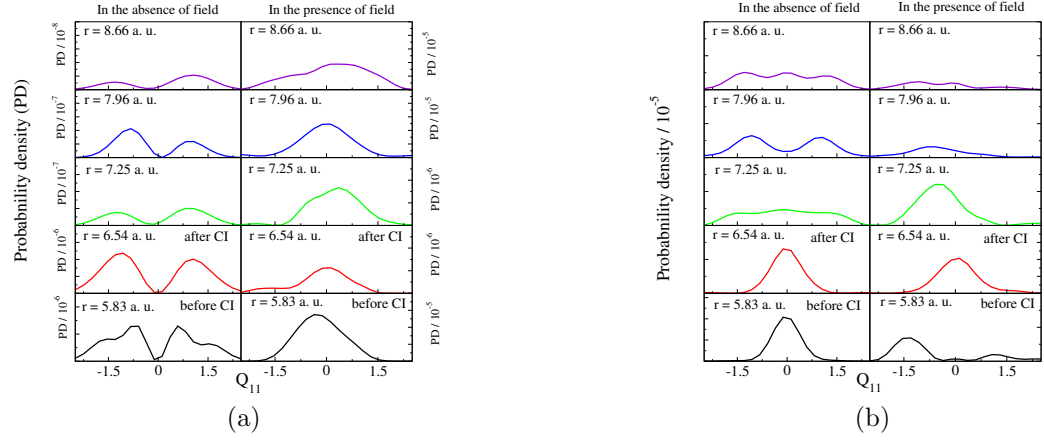 In the absence of field In the presence of field
r = 8.66 a. u. r = 8.66 a. u.
PD / 10-8 PD / 10-5
r = 7.96 a. u. r = 7.96 a. u.
PD / 10-7 PD / 10-5
r = 7.25 a. u. r = 7.25 a. u.
PD / 10-7 PD / 10-6
r = 6.54 a. u. after CI r = 6.54 a. u. after CI
PD / 10-6 PD / 10-6
r = 5.83 a. u. before CI r = 5.83 a. u. before CI
PD / 10-6 PD / 10-5
Probability density (PD)
-1.5 0 1.5 -1.5 0 1.5
Q11
(a)
In the absence of field In the presence of field
r = 8.66 a. u. r = 8.66 a. u.
r = 7.96 a. u. r = 7.96 a. u.
r = 7.25 a. u. r = 7.25 a. u.
r = 6.54 a. u. after CI r = 6.54 a. u. after CI
r = 5.83 a. u. before CI r = 5.83 a. u. before CI
Probability density / 10-5
-1.5 0 1.5 -1.5 0 1.5
Q11
(b)